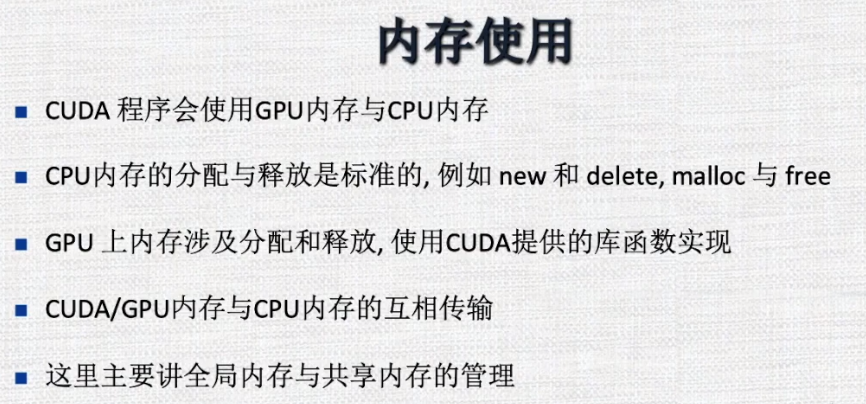 内存使用
■ CUDA 程序会使用GPU内存与CPU内存
■ CPU内存的分配与释放是标准的, 例如 new 和 delete, malloc 与 free
■ GPU 上内存涉及分配和释放, 使用CUDA提供的库函数实现
■ CUDA/GPU内存与CPU内存的互相传输
■ 这里主要讲全局内存与共享内存的管理